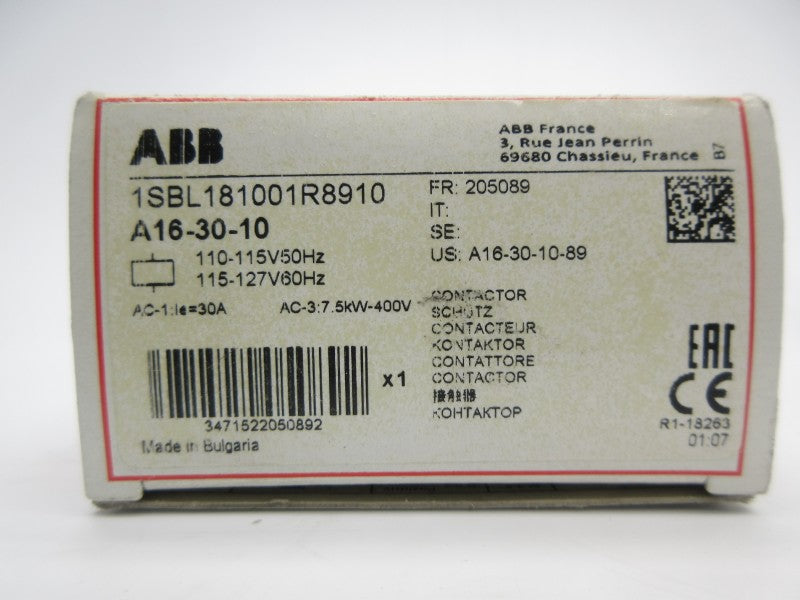 ABB
ABB France
3, Rue Jean Perrin
69680 Chassieu, France
B7
1SBL181001R8910
A16-30-10
110-115V50Hz
115-127V60Hz
AC-1:Ie=30A
AC-3:7.5kW-400V
FR: 205089
IT:
SE:
US: A16-30-10-89
CONTACTOR
SCHÜTZ
CONTACTEUR
KONTAKTOR
CONTATTORE
CONTACTOR
КОНТАКТОР
x1
3471522050892
Made in Bulgaria
EAC
CE
R1-18263
01:07